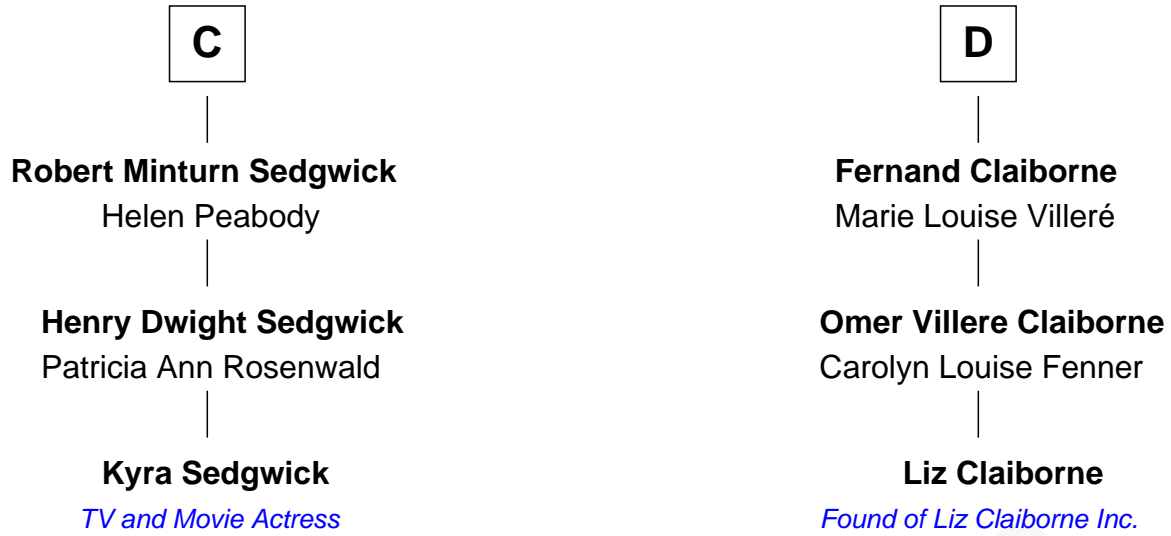 C
Robert Minturn Sedgwick
Helen Peabody
Henry Dwight Sedgwick
Patricia Ann Rosenwald
Kyra Sedgwick
TV and Movie Actress
D
Fernand Claiborne
Marie Louise Villeré
Omer Villere Claiborne
Carolyn Louise Fenner
Liz Claiborne
Found of Liz Claiborne Inc.